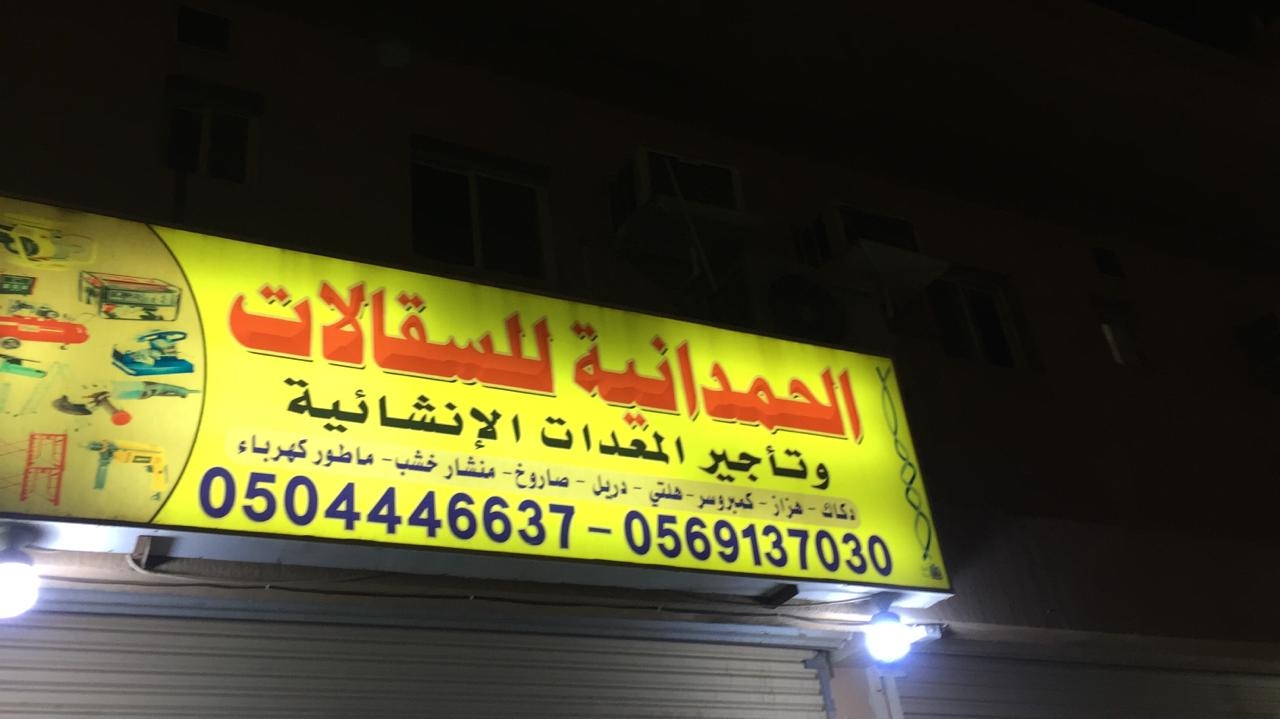 الحمدانية للسقالات
وتأجير المعدات الإنشائية
دكاك - هزاز - كمبروسر - هلتي - دريل - صاروخ - منشار خشب - ماطور كهرباء
0504446637 - 0569137030